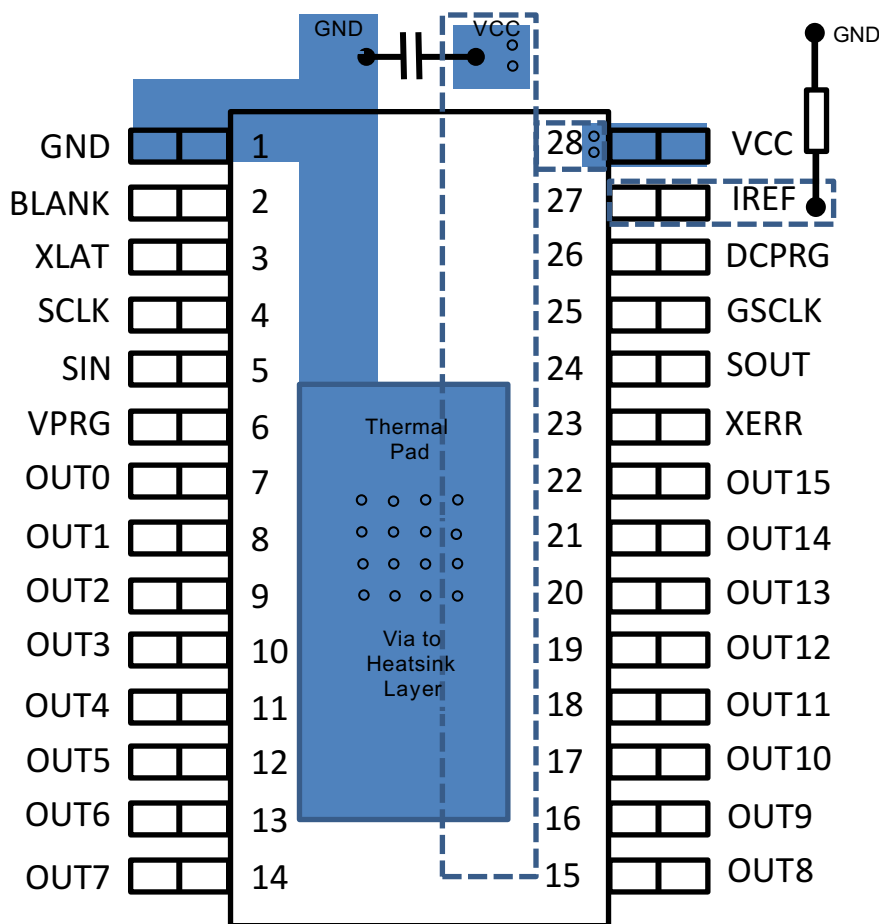 GND VCC GND
GND 1 28 VCC
BLANK 2 27 IREF
XLAT 3 26 DCPRG
SCLK 4 25 GSCLK
SIN 5 24 SOUT
VPRG 6 23 XERR
Thermal
Pad
OUT0 7 22 OUT15
OUT1 8 21 OUT14
OUT2 9 20 OUT13
Via to
Heatsink
Layer
OUT3 10 19 OUT12
OUT4 11 18 OUT11
OUT5 12 17 OUT10
OUT6 13 16 OUT9
OUT7 14 15 OUT8